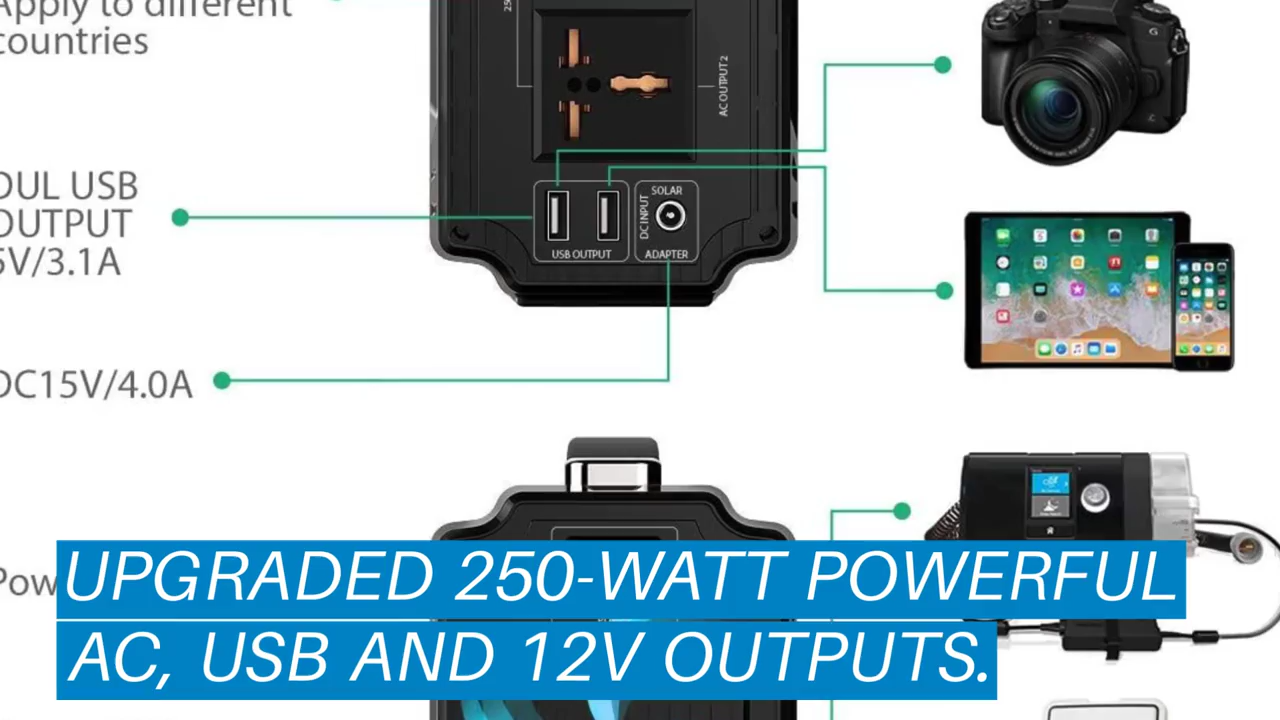 Apply to different
countries
25
AC OUTPUT 2
DUL USB
OUTPUT
5V/3.1A
SOLAR
DC INPUT
USB OUTPUT
ADAPTER
DC15V/4.0A
Pow
UPGRADED 250-WATT POWERFUL
AC, USB AND 12V OUTPUTS.